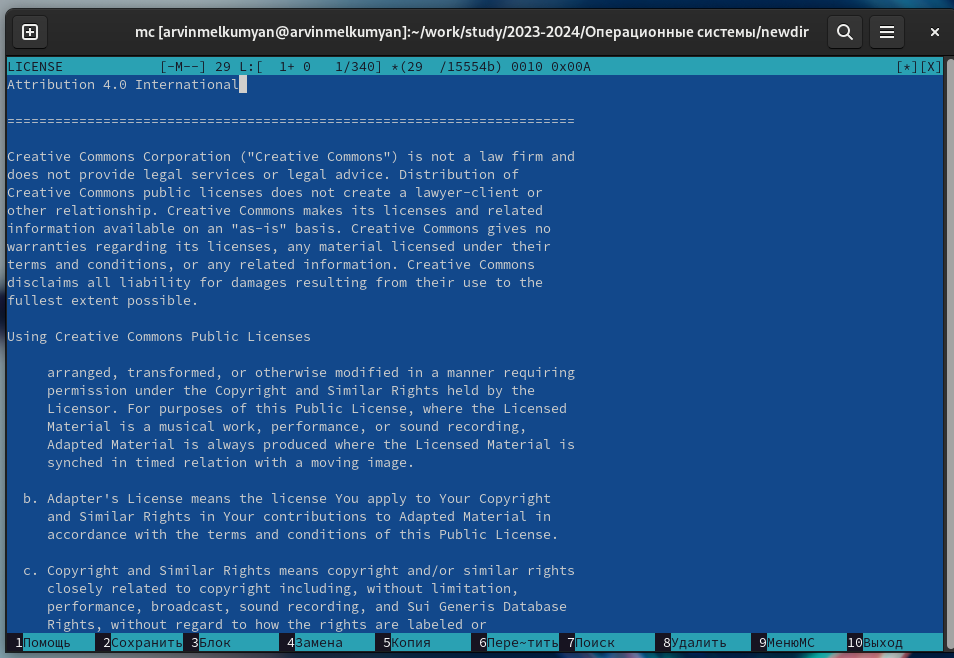 mc [arvinmelkumyan@arvinmelkumyan]:~/work/study/2023-2024/Операционные системы/newdir
LICENSE [-M--] 29 L:[ 1+ 0 1/340] *(29 /15554b) 0010 0x00A [*][X]
Attribution 4.0 International
=======================================================================
Creative Commons Corporation ("Creative Commons") is not a law firm and
does not provide legal services or legal advice. Distribution of
Creative Commons public licenses does not create a lawyer-client or
other relationship. Creative Commons makes its licenses and related
information available on an "as-is" basis. Creative Commons gives no
warranties regarding its licenses, any material licensed under their
terms and conditions, or any related information. Creative Commons
disclaims all liability for damages resulting from their use to the
fullest extent possible.
Using Creative Commons Public Licenses
arranged, transformed, or otherwise modified in a manner requiring
permission under the Copyright and Similar Rights held by the
Licensor. For purposes of this Public License, where the Licensed
Material is a musical work, performance, or sound recording,
Adapted Material is always produced where the Licensed Material is
synched in timed relation with a moving image.
b. Adapter's License means the license You apply to Your Copyright
and Similar Rights in Your contributions to Adapted Material in
accordance with the terms and conditions of this Public License.
c. Copyright and Similar Rights means copyright and/or similar rights
closely related to copyright including, without limitation,
performance, broadcast, sound recording, and Sui Generis Database
Rights, without regard to how the rights are labeled or
1Помощь 2Сохранить 3Блок 4Замена 5Копия 6Пере~тить 7Поиск 8Удалить 9МенюMC 10Выход